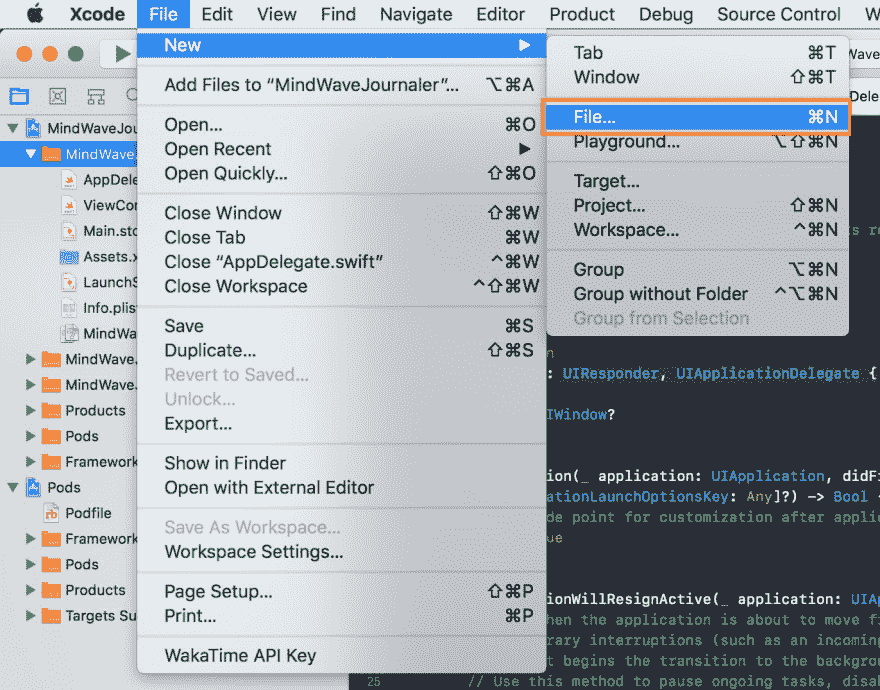 Xcode File Edit View Find Navigate Editor Product Debug Source Control
New
Add Files to “MindWaveJournaler”... ⌥⌘A
Open... ⌘O
Open Recent
Open Quickly... ⇧⌘O
Close Window ⇧⌘W
Close Tab ⌘W
Close “AppDelegate.swift” ^⌘W
Close Workspace ^⇧⌘W
Save ⌘S
Duplicate... ⇧⌘S
Revert to Saved...
Unlock...
Export...
Show in Finder
Open with External Editor
Save As Workspace...
Workspace Settings...
Page Setup... ⇧⌘P
Print... ⌘P
WakaTime API Key
Tab ⌘T
Window ⇧⌘T
File... ⌘N
Playground... ⌥⇧⌘N
Target...
Project... ⇧⌘N
Workspace... ^⌘N
Group ⌥⌘N
Group without Folder ^⌥⌘N
Group from Selection
MindWaveJou
MindWave.
AppDele
ViewCon
Main.sto
Assets.x
LaunchS
Info.plis
MindWa
MindWave.
MindWave.
Products
Pods
Framework
Pods
Podfile
Framework
Pods
Products
Targets Su
: UIResponder, UIApplicationDelegate {
IWindow?
ion(_ application: UIApplication, didFi
ationLaunchOptionsKey: Any]?) -> Bool {
de point for customization after applic
ue
ionWillResignActive(_ application: UIAp
hen the application is about to move f
rary interruptions (such as an incoming
t begins the transition to the backgrou
25 // Use this method to pause ongoing tasks, disab